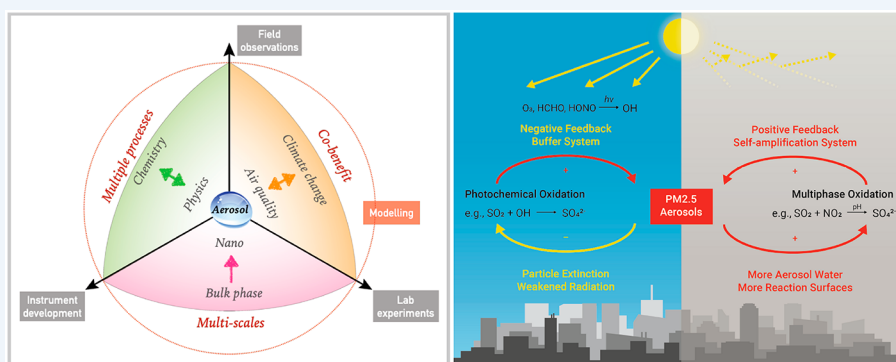 Field
observations
Multiple processes
Chemistry
Physics
Co-benefit
Climate change
Air quality
Aerosol
Modelling
Nano
Bulk phase
Instrument
development
Lab
experiments
Multi-scales
O₃, HCHO, HONO hv→ OH
Negative Feedback
Buffer System
+
Photochemical Oxidation
e.g., SO₂ + OH → SO₄²⁻
−
Particle Extinction
Weakened Radiation
PM2.5
Aerosols
Positive Feedback
Self-amplification System
+
Multiphase Oxidation
e.g., SO₂ + NO₂ pH→ SO₄²⁻
+
More Aerosol Water
More Reaction Surfaces